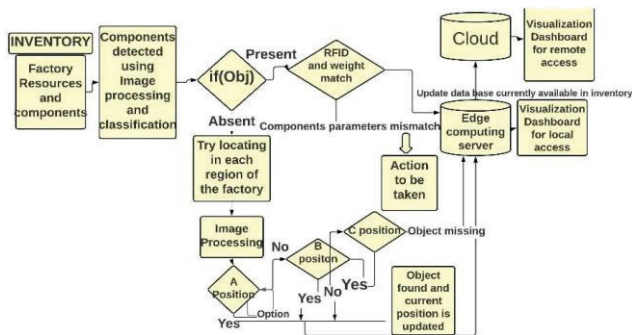 INVENTORY
Factory
Resources
and
components
Components
detected
using
Image
processing
and
classification
if(Obj)
Present
Absent
RFID
and weight
match
Components parameters mismatch
Action
to be
taken
Cloud
Visualization
Dashboard
for remote
access
Update data base currently available in inventory
Edge
computing
server
Visualization
Dashboard
for local
access
Try locating
in each
region of
the factory
Image
Processing
A
Position
No
Yes
Option
B
positon
Yes
No
C position
Yes
Object missing
Object
found and
current
position is
updated